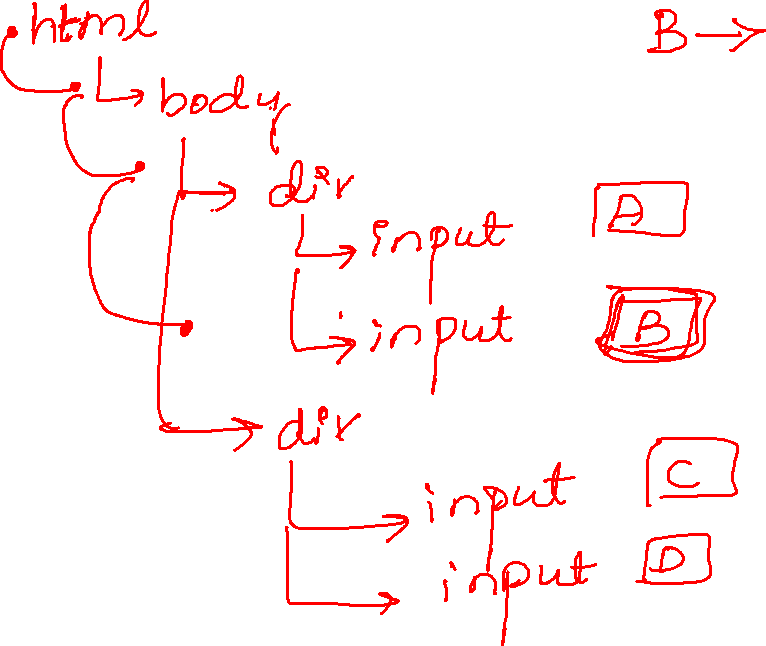 html B
body
div
input A
input B
div
input C
input D